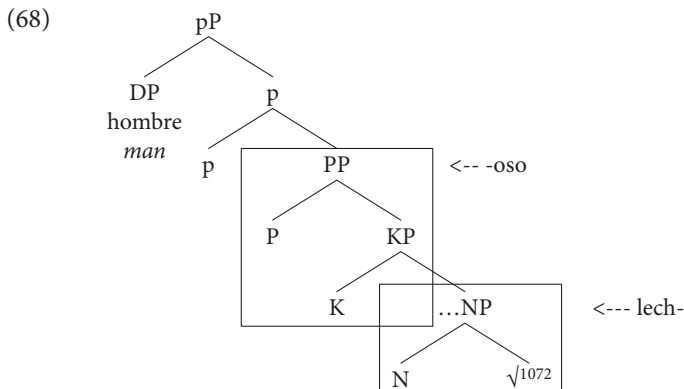 (68)
pP
DP p
hombre
man
p PP <-- -oso
P KP
K …NP <--- lech-
N √1072